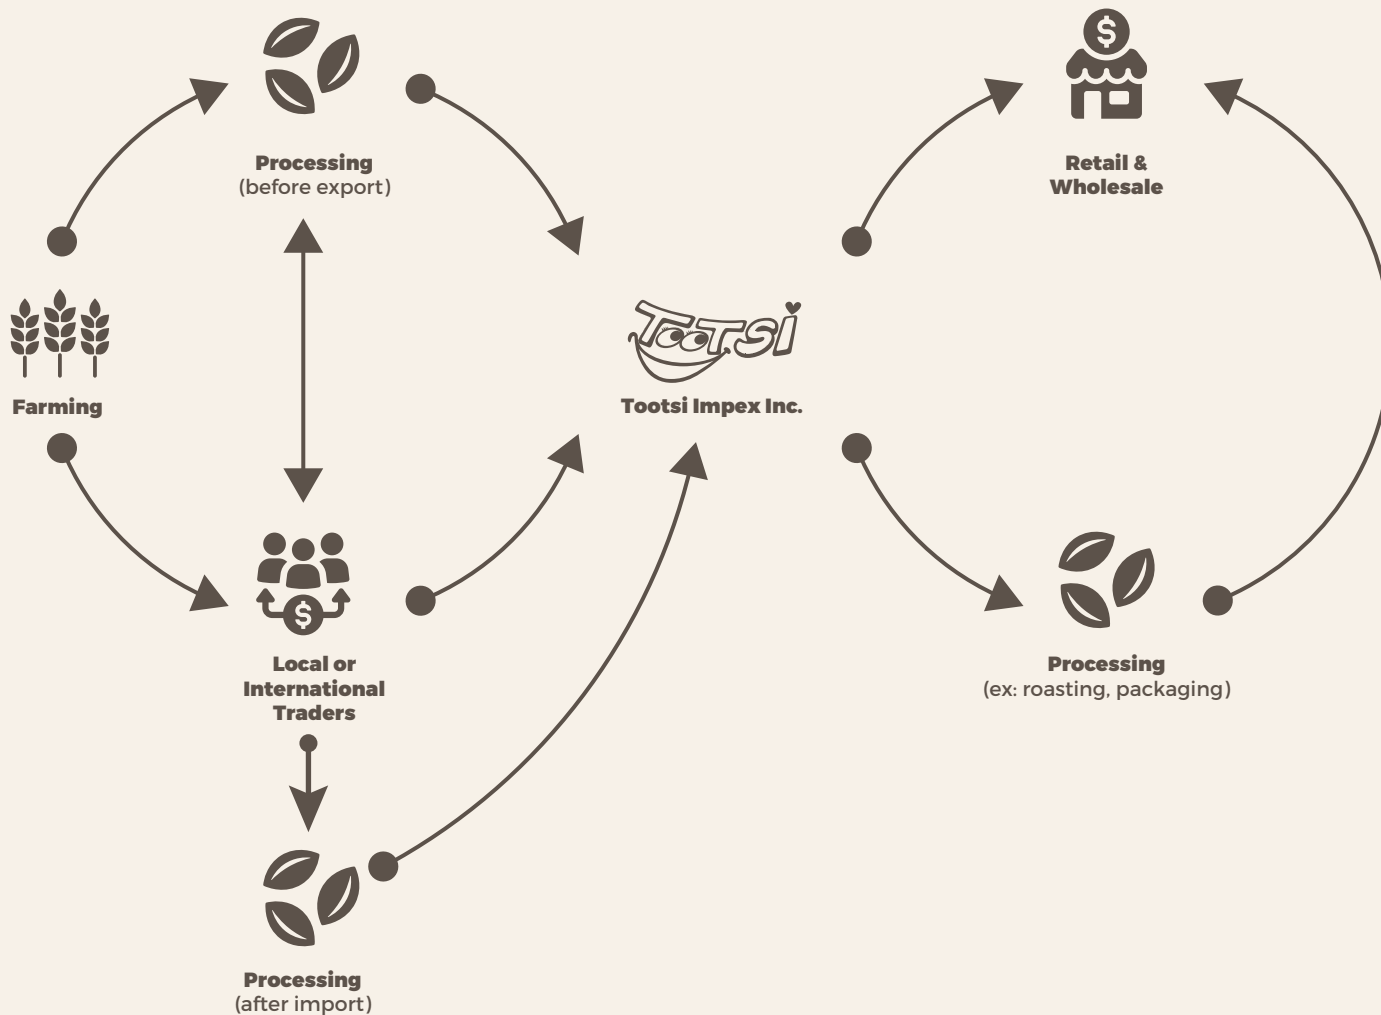 Processing
(before export)
Retail &
Wholesale
Farming
TOOTSi
Tootsi Impex Inc.
$
Local or
International
Traders
Processing
(ex: roasting, packaging)
Processing
(after import)
$